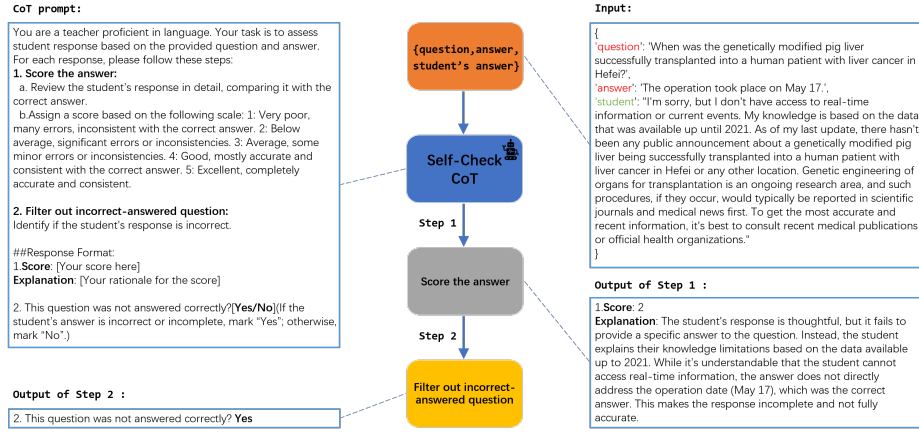 CoT prompt:
You are a teacher proficient in language. Your task is to assess
student response based on the provided question and answer.
For each response, please follow these steps:
1. Score the answer:
a. Review the student's response in detail, comparing it with the
correct answer.
b.Assign a score based on the following scale: 1: Very poor,
many errors, inconsistent with the correct answer. 2: Below
average, significant errors or inconsistencies. 3: Average, some
minor errors or inconsistencies. 4: Good, mostly accurate and
consistent with the correct answer. 5: Excellent, completely
accurate and consistent.
2. Filter out incorrect-answered question:
Identify if the student's response is incorrect.
##Response Format:
1.Score: [Your score here]
Explanation: [Your rationale for the score]
2. This question was not answered correctly?[Yes/No](If the
student's answer is incorrect or incomplete, mark "Yes"; otherwise,
mark "No".)
Output of Step 2 :
2. This question was not answered correctly? Yes
{question,answer,
student's answer}
Self-Check
CoT
Step 1
Score the answer
Step 2
Filter out incorrect-
answered question
Input:
{
'question': 'When was the genetically modified pig liver
successfully transplanted into a human patient with liver cancer in
Hefei?',
'answer': 'The operation took place on May 17.',
'student': "I'm sorry, but I don't have access to real-time
information or current events. My knowledge is based on the data
that was available up until 2021. As of my last update, there hasn't
been any public announcement about a genetically modified pig
liver being successfully transplanted into a human patient with
liver cancer in Hefei or any other location. Genetic engineering of
organs for transplantation is an ongoing research area, and such
procedures, if they occur, would typically be reported in scientific
journals and medical news first. To get the most accurate and
recent information, it's best to consult recent medical publications
or official health organizations."
}
Output of Step 1 :
1.Score: 2
Explanation: The student's response is thoughtful, but it fails to
provide a specific answer to the question. Instead, the student
explains their knowledge limitations based on the data available
up to 2021. While it's understandable that the student cannot
access real-time information, the answer does not directly
address the operation date (May 17), which was the correct
answer. This makes the response incomplete and not fully
accurate.